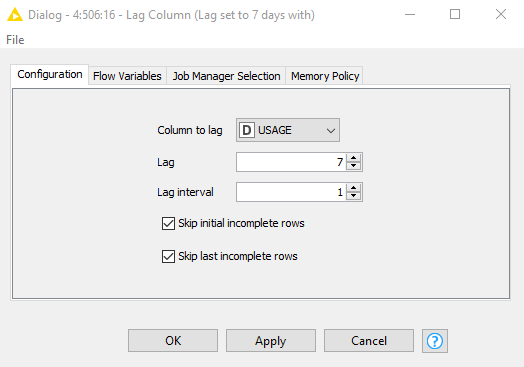 Dialog - 4:506:16 - Lag Column (Lag set to 7 days with)
File
Configuration Flow Variables Job Manager Selection Memory Policy
Column to lag D USAGE
Lag 7
Lag interval 1
Skip initial incomplete rows
Skip last incomplete rows
OK Apply Cancel ?